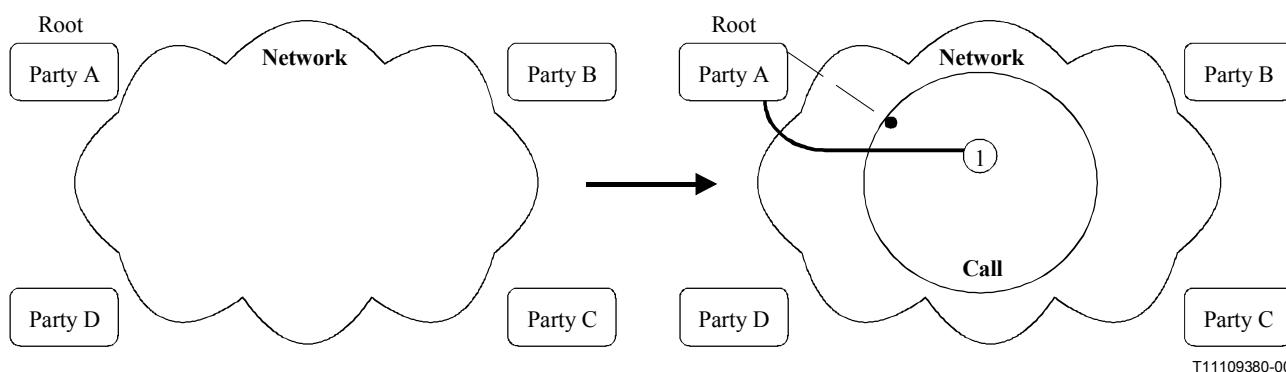 Root
Party A
Network
Party B
Party D
Party C
Root
Party A
Network
Party B
1
Call
Party D
Party C
T11109380-00